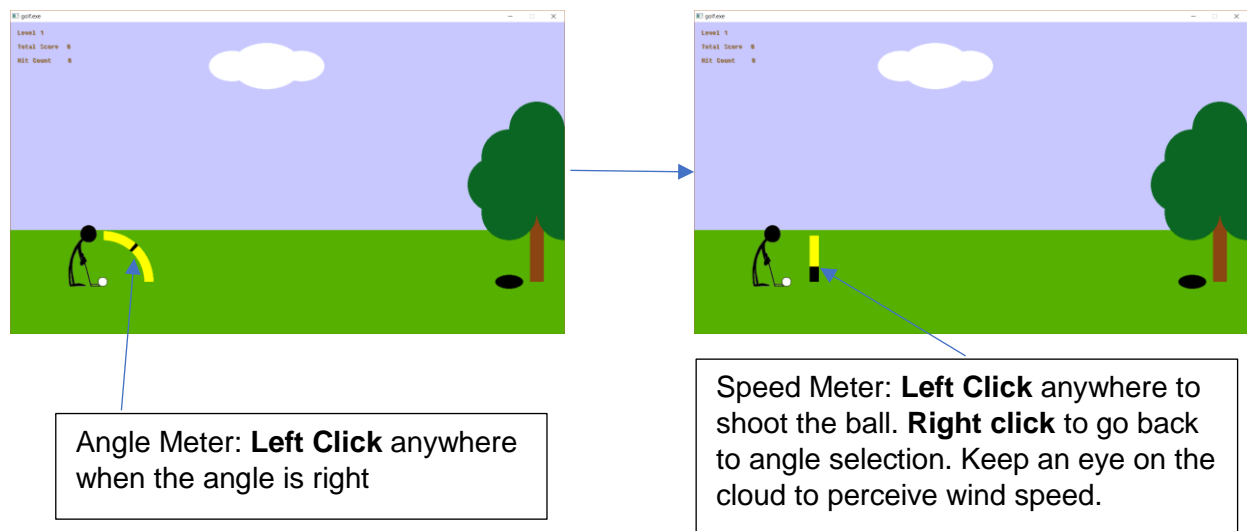 golf.exe
Level 1
Total Score 0
Hit Count 0
golf.exe
Level 1
Total Score 0
Hit Count 0
Angle Meter: Left Click anywhere
when the angle is right
Speed Meter: Left Click anywhere to
shoot the ball. Right click to go back
to angle selection. Keep an eye on the
cloud to perceive wind speed.